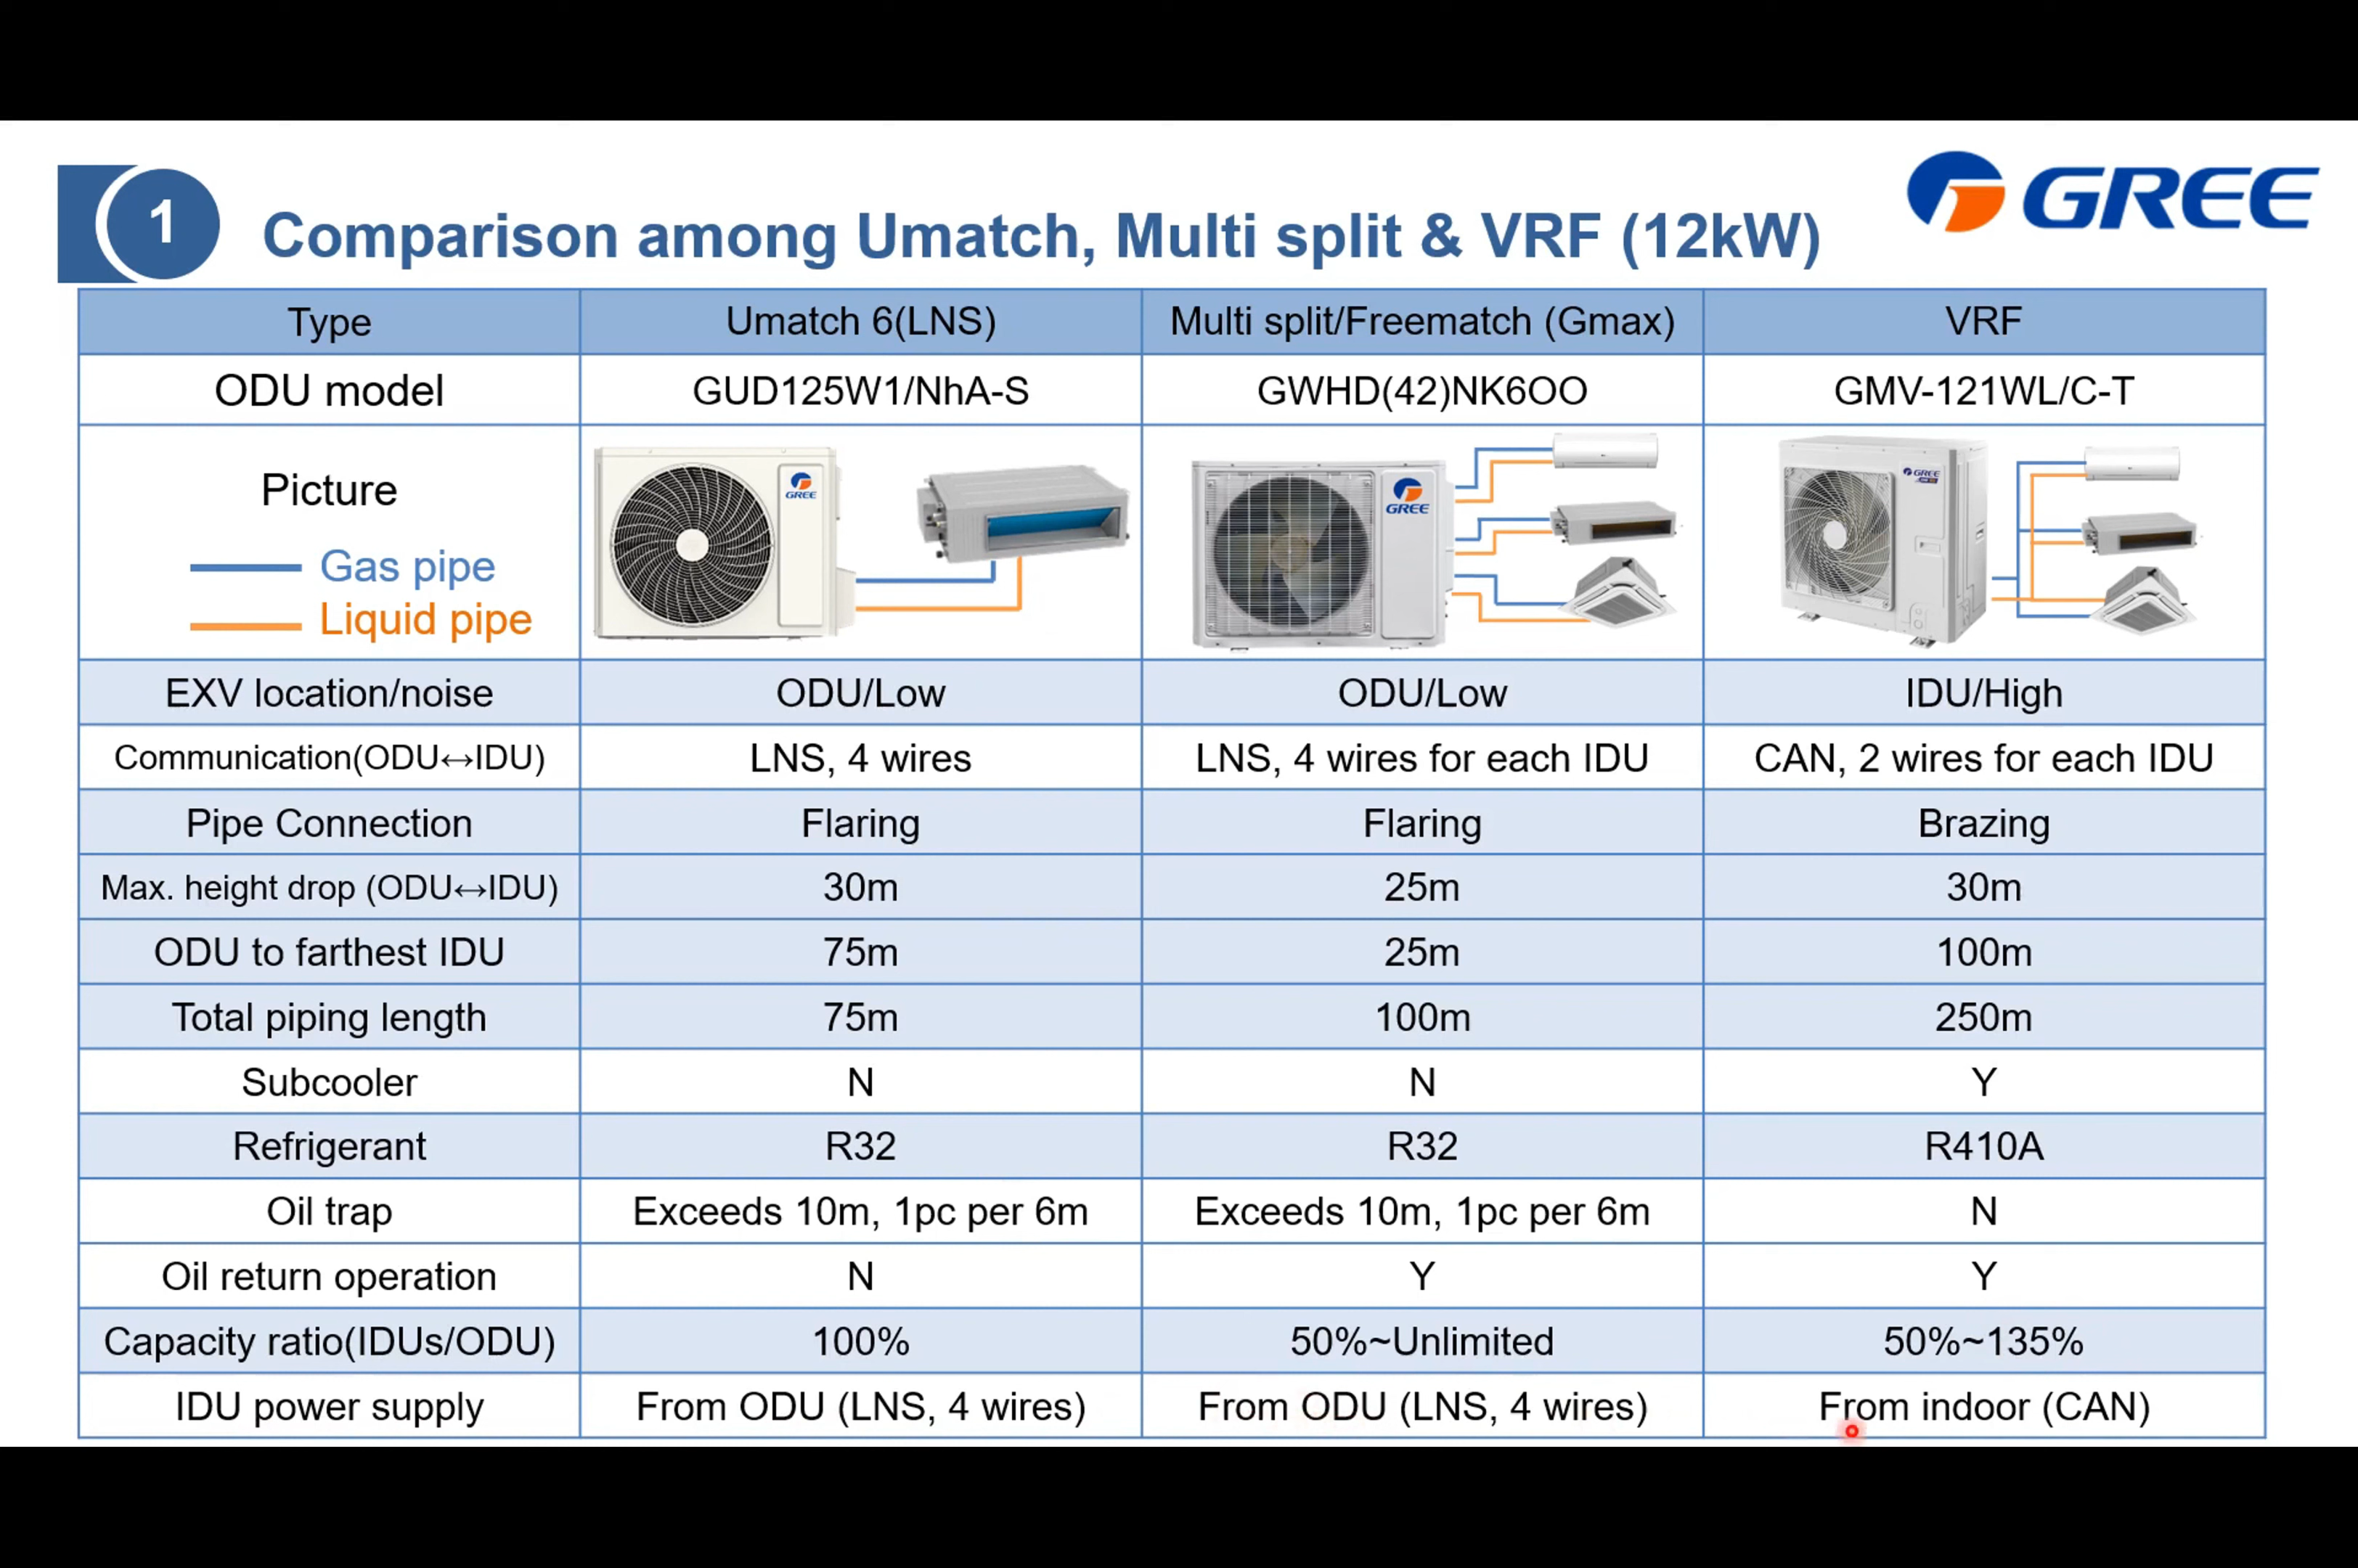 1
Comparison among Umatch, Multi split & VRF (12kW)
GREE
Type Umatch 6(LNS) Multi split/Freematch (Gmax) VRF
ODU model GUD125W1/NhA-S GWHD(42)NK6OO GMV-121WL/C-T
Picture
Gas pipe
Liquid pipe
GREE
GREE
GREE
EXV location/noise ODU/Low ODU/Low IDU/High
Communication(ODU↔IDU) LNS, 4 wires LNS, 4 wires for each IDU CAN, 2 wires for each IDU
Pipe Connection Flaring Flaring Brazing
Max. height drop (ODU↔IDU) 30m 25m 30m
ODU to farthest IDU 75m 25m 100m
Total piping length 75m 100m 250m
Subcooler N N Y
Refrigerant R32 R32 R410A
Oil trap Exceeds 10m, 1pc per 6m Exceeds 10m, 1pc per 6m N
Oil return operation N Y Y
Capacity ratio(IDUs/ODU) 100% 50%~Unlimited 50%~135%
IDU power supply From ODU (LNS, 4 wires) From ODU (LNS, 4 wires) From indoor (CAN)